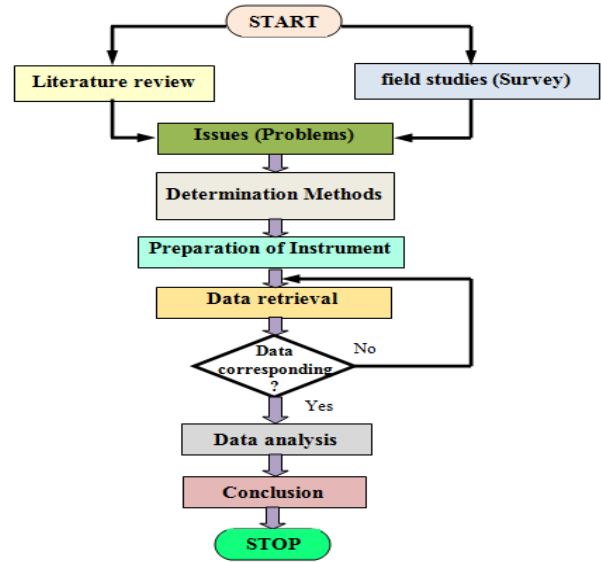 START
Literature review
field studies (Survey)
Issues (Problems)
Determination Methods
Preparation of Instrument
Data retrieval
Data
corresponding
?
No
Yes
Data analysis
Conclusion
STOP